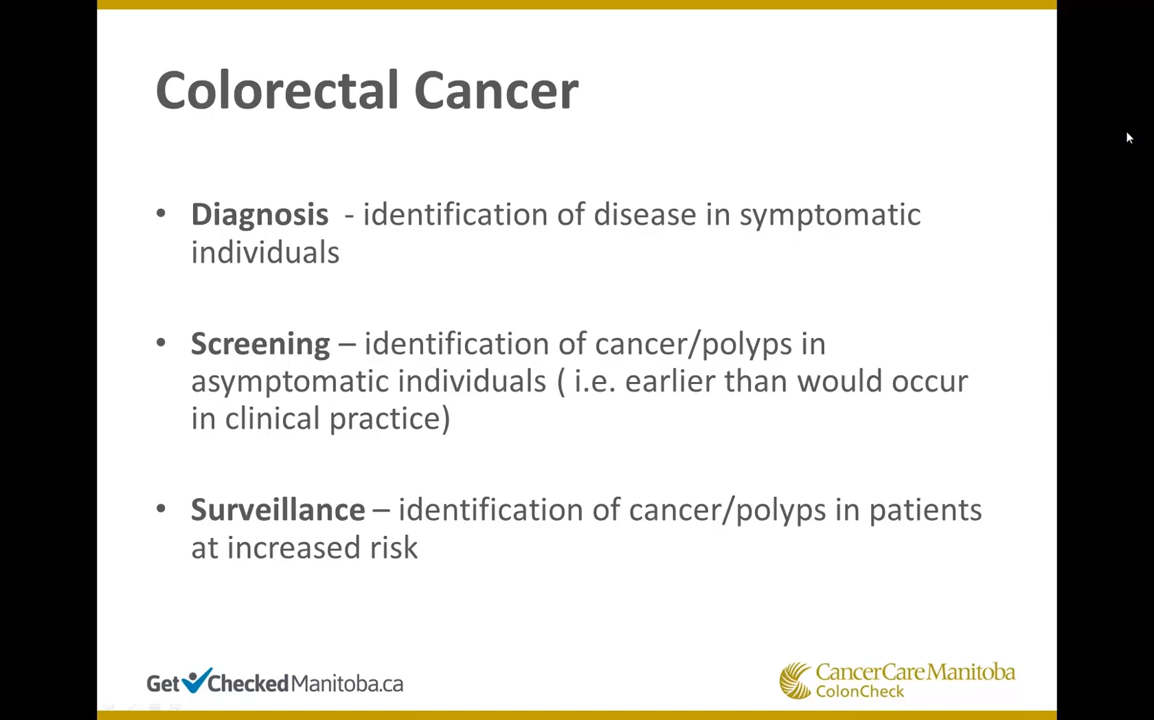 Colorectal Cancer
• Diagnosis - identification of disease in symptomatic
individuals
• Screening – identification of cancer/polyps in
asymptomatic individuals ( i.e. earlier than would occur
in clinical practice)
• Surveillance – identification of cancer/polyps in patients
at increased risk
Get CheckedManitoba.ca
CancerCare Manitoba
ColonCheck